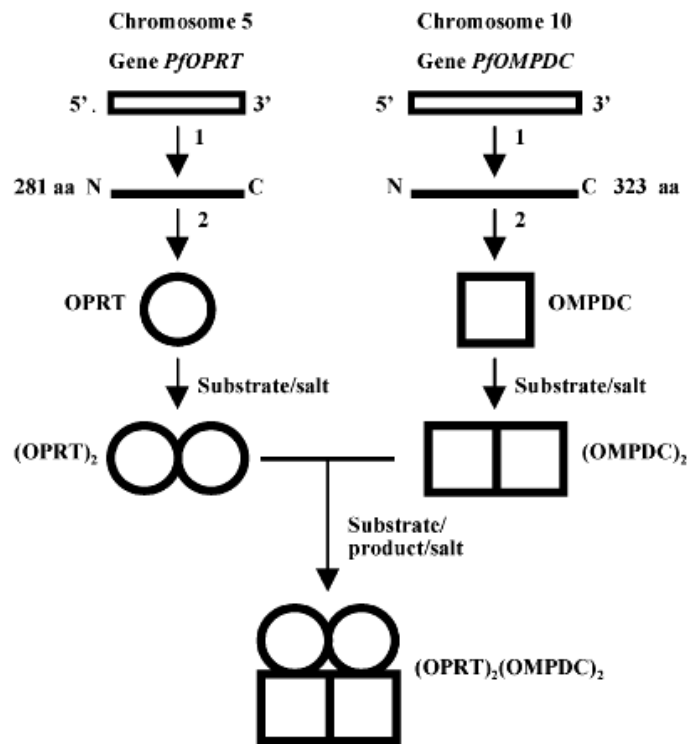 Chromosome 5 Chromosome 10
Gene PfOPRT Gene PfOMPDC
5’ . 3’ 5’ 3’
1 1
281 aa N C N C 323 aa
2 2
OPRT OMPDC
Substrate/salt Substrate/salt
(OPRT)₂ (OMPDC)₂
Substrate/
product/salt
(OPRT)₂(OMPDC)₂